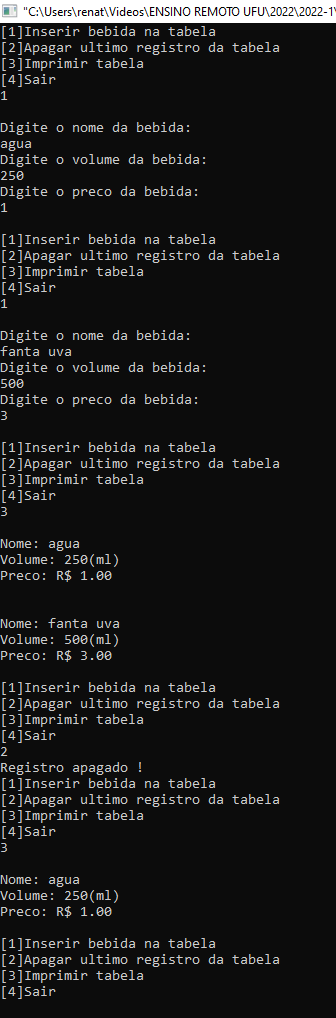 "C:\Users\renat\Videos\ENSINO REMOTO UFU\2022\2022-1\
[1]Inserir bebida na tabela
[2]Apagar ultimo registro da tabela
[3]Imprimir tabela
[4]Sair
1
Digite o nome da bebida:
agua
Digite o volume da bebida:
250
Digite o preco da bebida:
1
[1]Inserir bebida na tabela
[2]Apagar ultimo registro da tabela
[3]Imprimir tabela
[4]Sair
1
Digite o nome da bebida:
fanta uva
Digite o volume da bebida:
500
Digite o preco da bebida:
3
[1]Inserir bebida na tabela
[2]Apagar ultimo registro da tabela
[3]Imprimir tabela
[4]Sair
3
Nome: agua
Volume: 250(ml)
Preco: R$ 1.00
Nome: fanta uva
Volume: 500(ml)
Preco: R$ 3.00
[1]Inserir bebida na tabela
[2]Apagar ultimo registro da tabela
[3]Imprimir tabela
[4]Sair
2
Registro apagado !
[1]Inserir bebida na tabela
[2]Apagar ultimo registro da tabela
[3]Imprimir tabela
[4]Sair
3
Nome: agua
Volume: 250(ml)
Preco: R$ 1.00
[1]Inserir bebida na tabela
[2]Apagar ultimo registro da tabela
[3]Imprimir tabela
[4]Sair